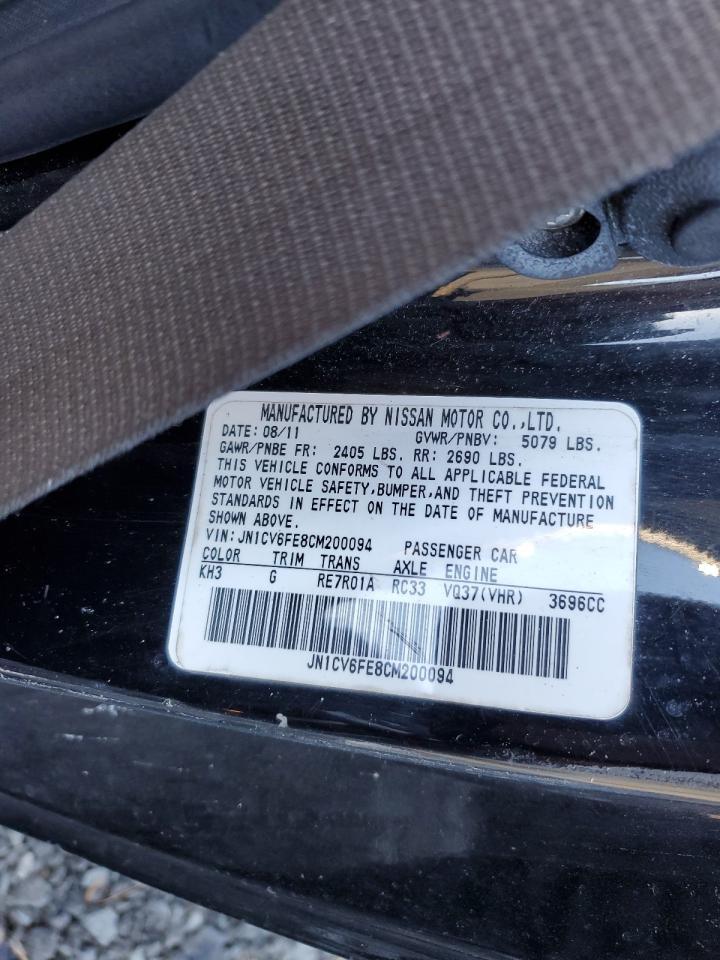 MANUFACTURED BY NISSAN MOTOR CO.,LTD.
DATE: 08/11 GVWR/PNBV: 5079 LBS.
GAWR/PNBE FR: 2405 LBS. RR: 2690 LBS.
THIS VEHICLE CONFORMS TO ALL APPLICABLE FEDERAL
MOTOR VEHICLE SAFETY,BUMPER,AND THEFT PREVENTION
STANDARDS IN EFFECT ON THE DATE OF MANUFACTURE
SHOWN ABOVE.
VIN: JN1CV6FE8CM200094 PASSENGER CAR
COLOR TRIM TRANS AXLE ENGINE
KH3 G RE7R01A RC33 VQ37(VHR) 3696CC
JN1CV6FE8CM200094